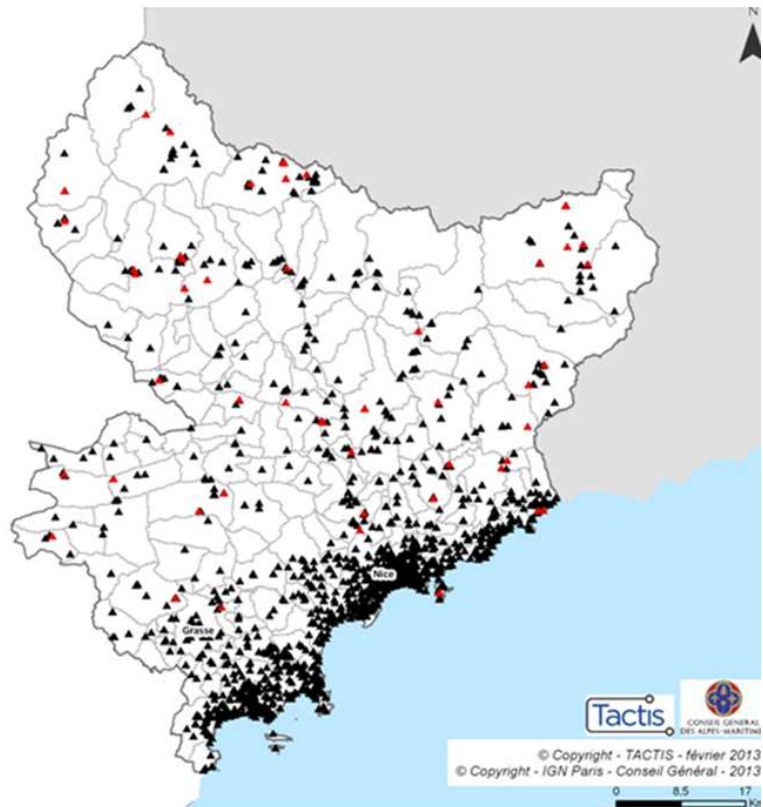 N
Nice
Grasse
Tactis
CONSEIL GENERAL
DES ALPES-MARITIMES
© Copyright - TACTIS - février 2013
© Copyright - IGN Paris - Conseil Général - 2013
0 8,5 17